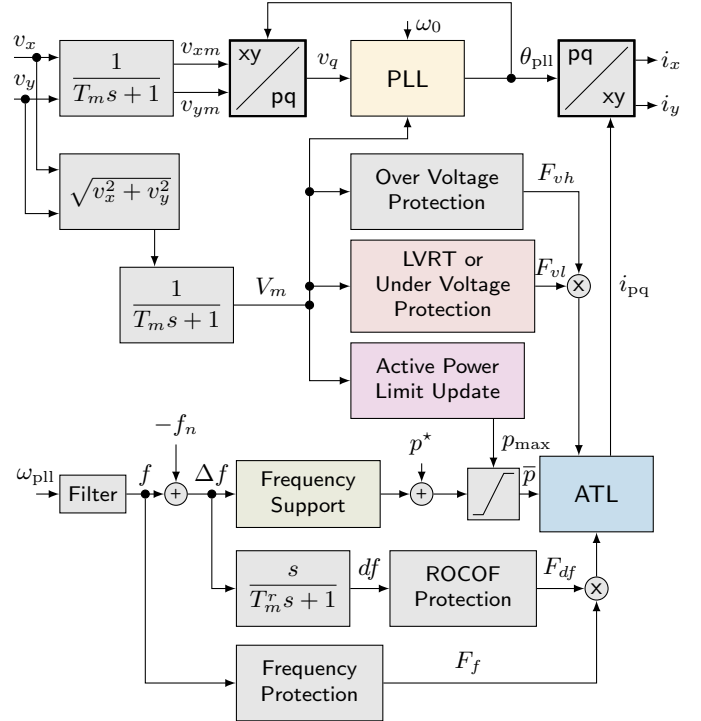 ω₀
v_x
v_y
1
T_m s + 1
v_xm
v_ym
xy
pq
v_q
PLL
θ_pll
pq
xy
i_x
i_y
√(v_x^2 + v_y^2)
Over Voltage
Protection
F_vh
1
T_m s + 1
V_m
LVRT or
Under Voltage
Protection
F_vl
x
i_pq
Active Power
Limit Update
−f_n
p_max
p⋆
ω_pll
Filter
f
+
Δf
Frequency
Support
+
p̅
ATL
s
T_m^r s + 1
df
ROCOF
Protection
F_df
x
Frequency
Protection
F_f